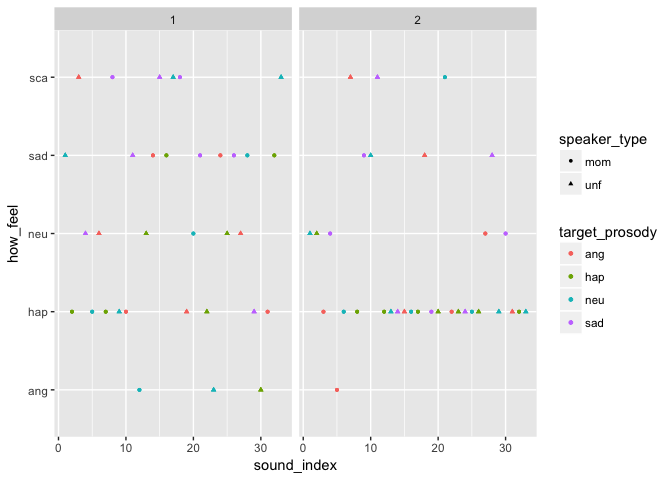 1 2
sca
sad
neu
hap
ang
how_feel
0 10 20 30 0 10 20 30
sound_index
speaker_type
mom
unf
target_prosody
ang
hap
neu
sad